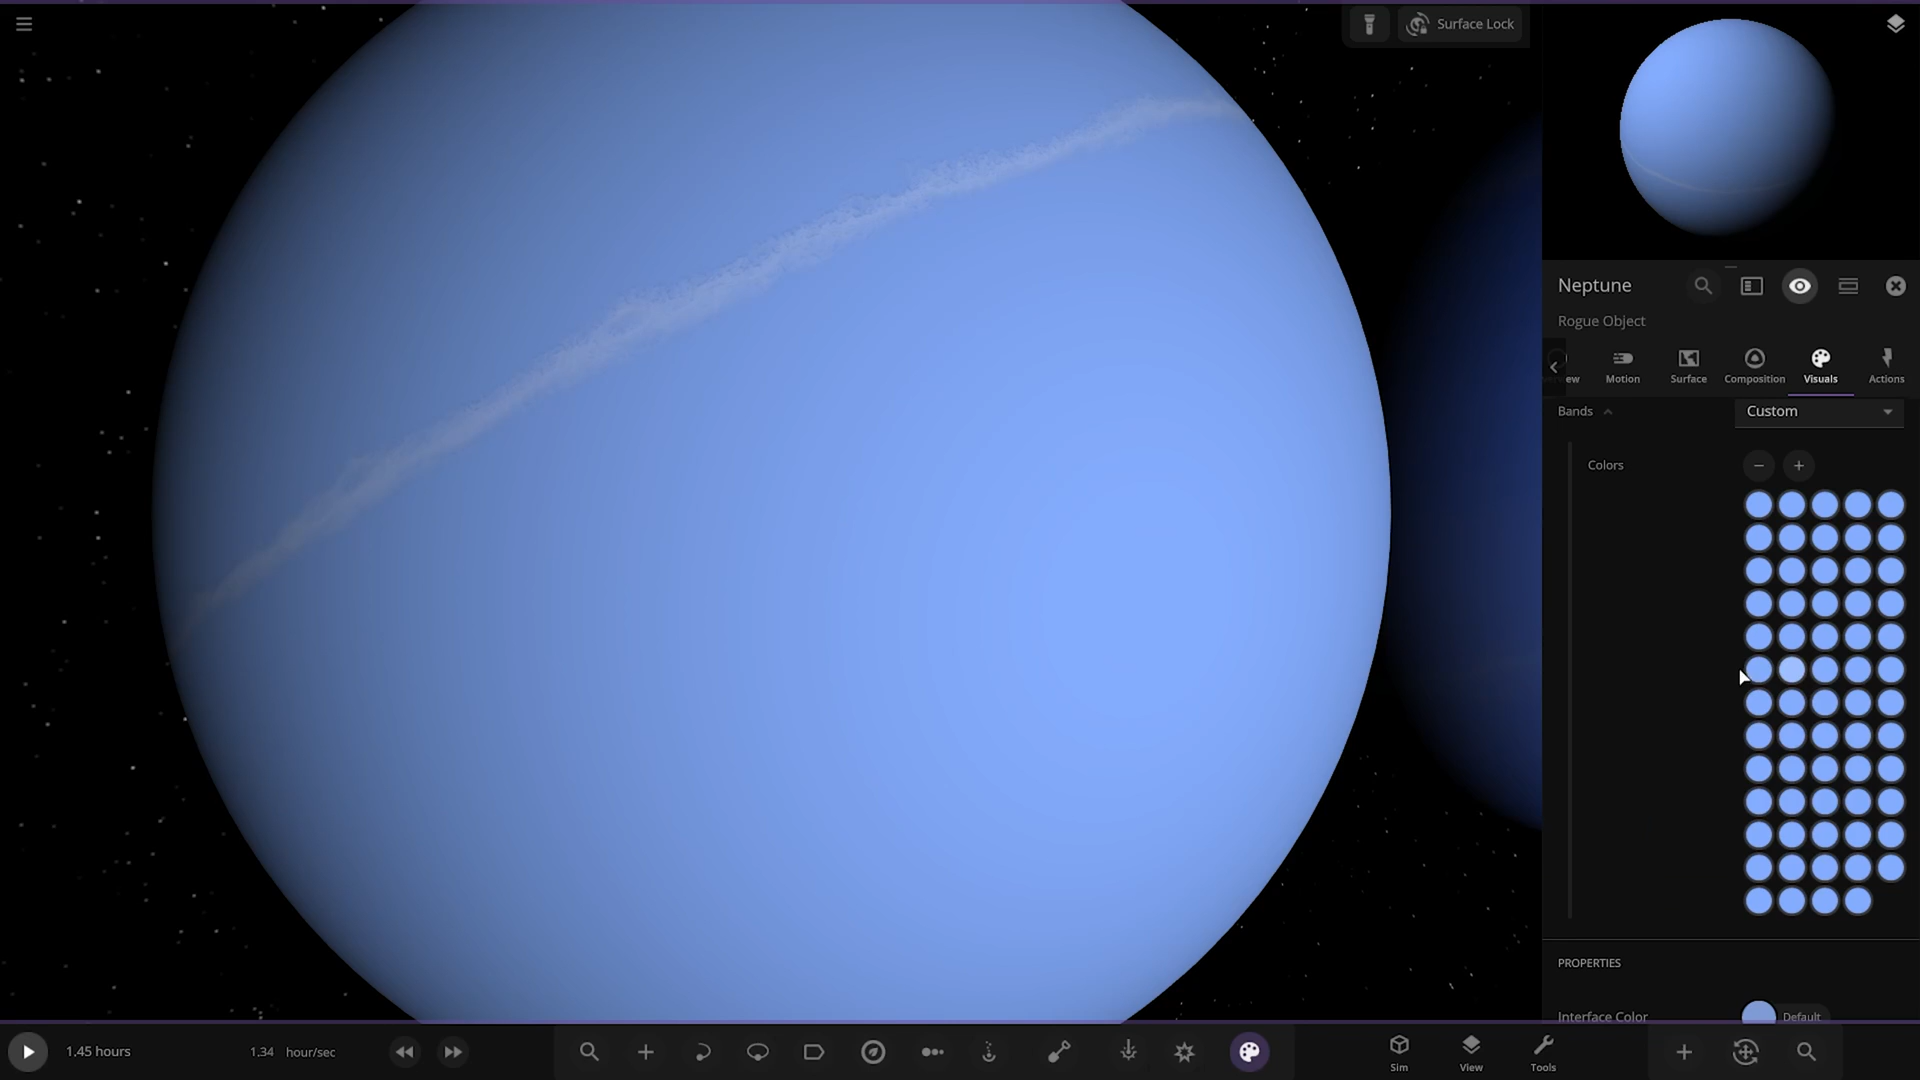 Surface Lock
Neptune
Rogue Object
Motion
Surface
Composition
Visuals
Actions
Bands
Custom
Colors
PROPERTIES
Interface Color
Default
1.45 hours
1.34 hour/sec
Sim
View
Tools